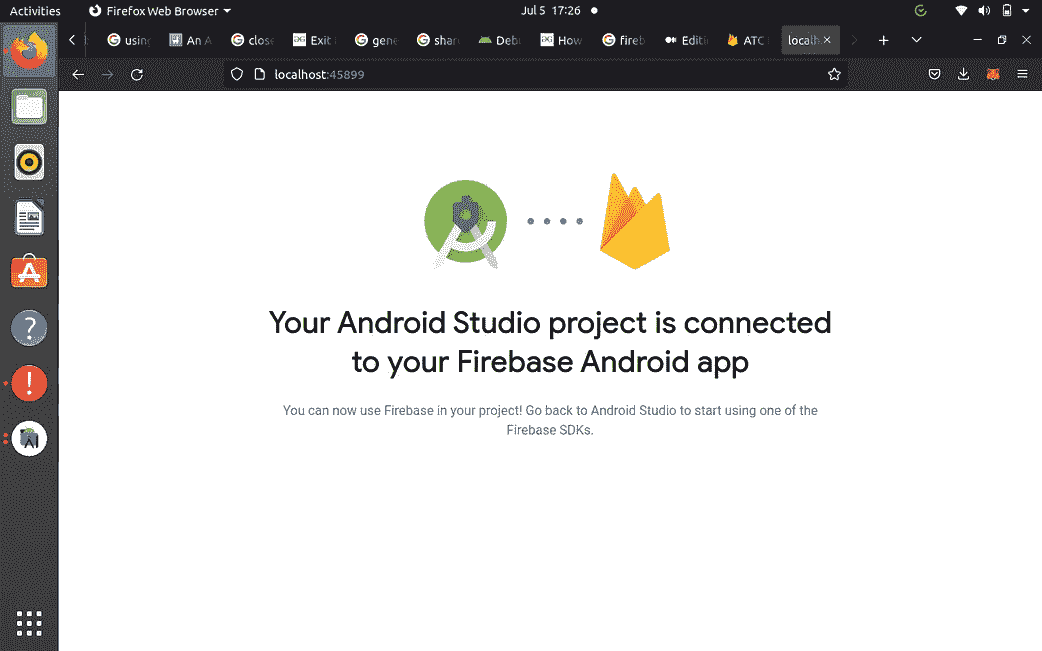 Activities Firefox Web Browser Jul 5 17:26
using An A close Exit gene shar Debu How fireb Editi ATC localh
localhost:45899
Your Android Studio project is connected
to your Firebase Android app
You can now use Firebase in your project! Go back to Android Studio to start using one of the
Firebase SDKs.